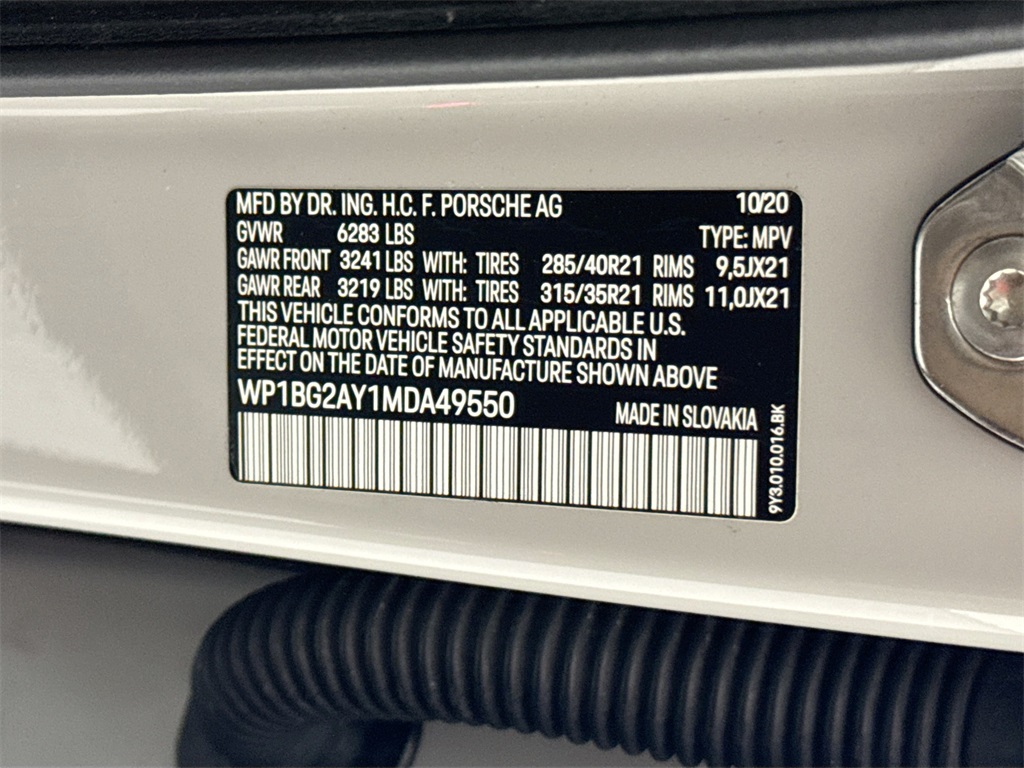 MFD BY DR. ING. H.C. F. PORSCHE AG 10/20
GVWR 6283 LBS TYPE: MPV
GAWR FRONT 3241 LBS WITH: TIRES 285/40R21 RIMS 9,5JX21
GAWR REAR 3219 LBS WITH: TIRES 315/35R21 RIMS 11,0JX21
THIS VEHICLE CONFORMS TO ALL APPLICABLE U.S.
FEDERAL MOTOR VEHICLE SAFETY STANDARDS IN
EFFECT ON THE DATE OF MANUFACTURE SHOWN ABOVE
WP1BG2AY1MDA49550 MADE IN SLOVAKIA
9Y3.010.016.BK